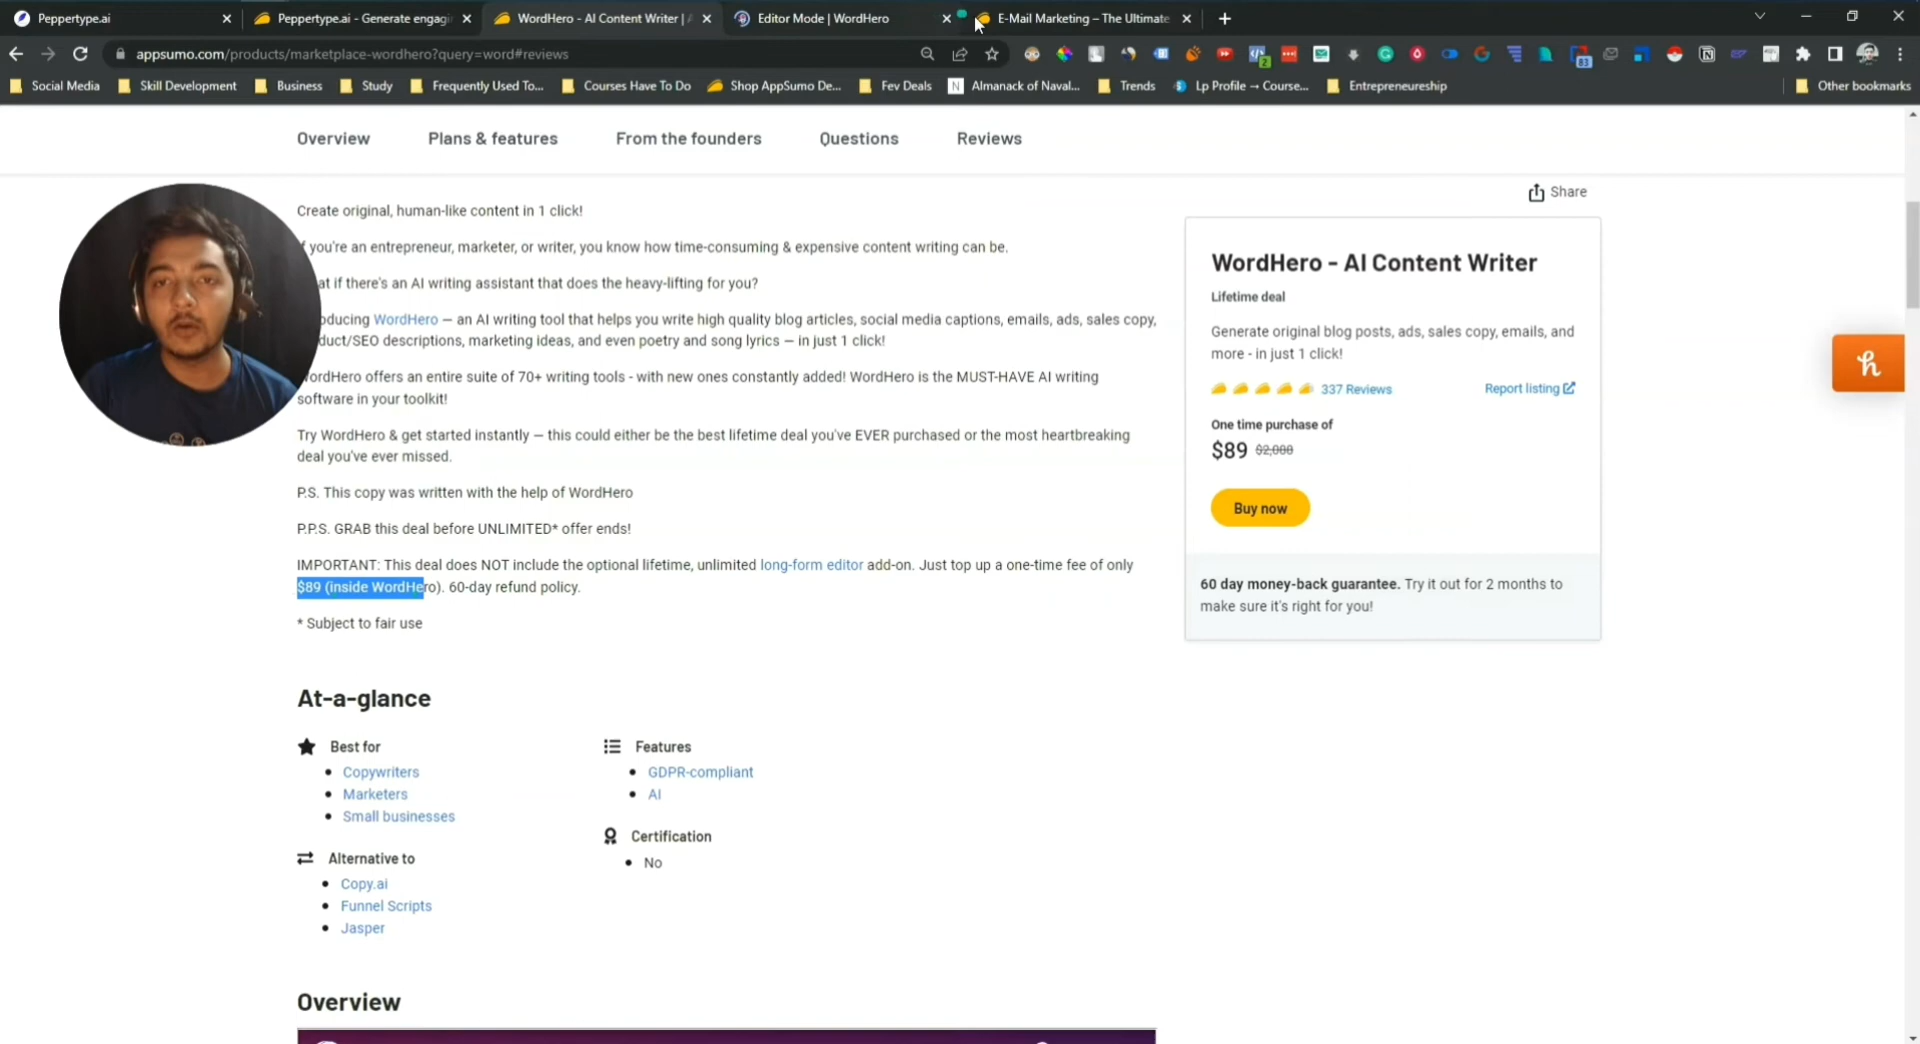 Peppertype.ai
Peppertype.ai - Generate engagi
WordHero - AI Content Writer |
Editor Mode | WordHero
E-Mail Marketing – The Ultimate
appsumo.com/products/marketplace-wordhero?query=word#reviews
2
83
Social Media
Skill Development
Business
Study
Frequently Used To...
Courses Have To Do
Shop AppSumo De...
Fev Deals
Almanack of Naval...
Trends
Lp Profile → Course...
Entrepreneureship
Other bookmarks
Overview
Plans & features
From the founders
Questions
Reviews
Create original, human-like content in 1 click!
you're an entrepreneur, marketer, or writer, you know how time-consuming & expensive content writing can be.
at if there's an AI writing assistant that does the heavy-lifting for you?
oducing WordHero — an AI writing tool that helps you write high quality blog articles, social media captions, emails, ads, sales copy,
duct/SEO descriptions, marketing ideas, and even poetry and song lyrics — in just 1 click!
WordHero offers an entire suite of 70+ writing tools - with new ones constantly added! WordHero is the MUST-HAVE AI writing
software in your toolkit!
Try WordHero & get started instantly — this could either be the best lifetime deal you've EVER purchased or the most heartbreaking
deal you've ever missed.
P.S. This copy was written with the help of WordHero
P.P.S. GRAB this deal before UNLIMITED* offer ends!
IMPORTANT: This deal does NOT include the optional lifetime, unlimited long-form editor add-on. Just top up a one-time fee of only
$89 (inside WordHero). 60-day refund policy.
* Subject to fair use
Share
WordHero - AI Content Writer
Lifetime deal
Generate original blog posts, ads, sales copy, emails, and
more - in just 1 click!
337 Reviews
Report listing
One time purchase of
$89 $2,088
Buy now
60 day money-back guarantee. Try it out for 2 months to
make sure it's right for you!
At-a-glance
Best for
Copywriters
Marketers
Small businesses
Alternative to
Copy.ai
Funnel Scripts
Jasper
Features
GDPR-compliant
AI
Certification
No
Overview